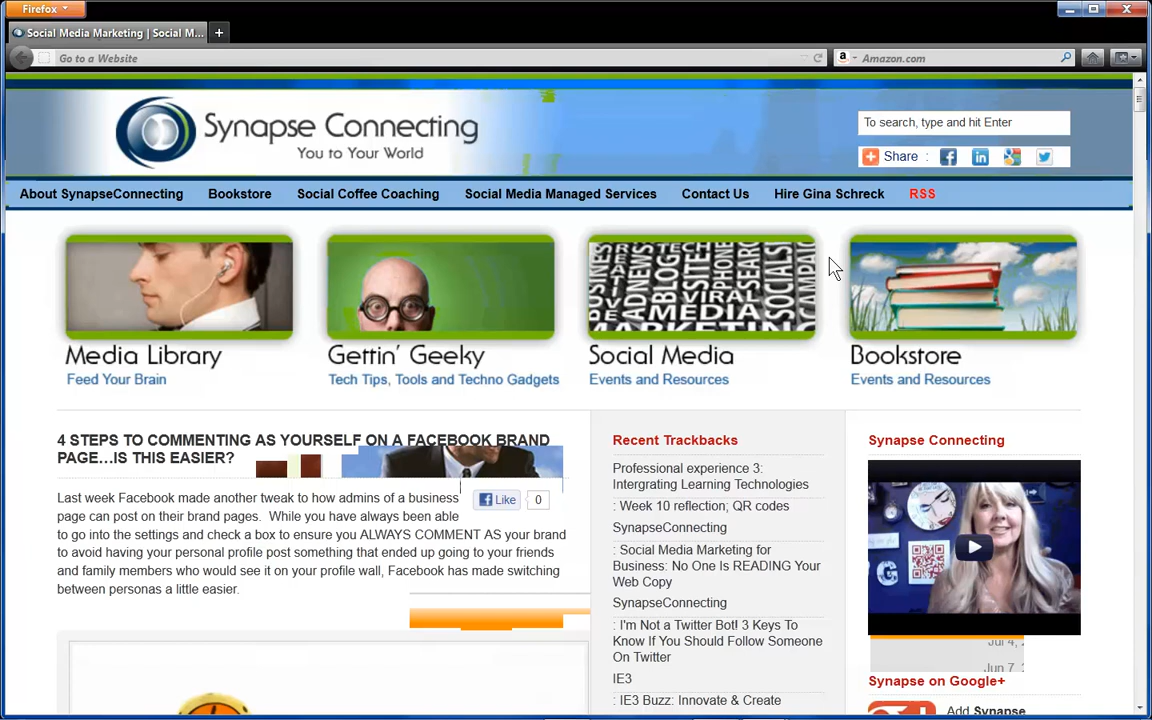 Firefox
Social Media Marketing | Social M...
Go to a Website
Amazon.com
Synapse Connecting
You to Your World
To search, type and hit Enter
Share :
About SynapseConnecting
Bookstore
Social Coffee Coaching
Social Media Managed Services
Contact Us
Hire Gina Schreck
RSS
Media Library
Feed Your Brain
Gettin' Geeky
Tech Tips, Tools and Techno Gadgets
Social Media
Events and Resources
Bookstore
Events and Resources
4 STEPS TO COMMENTING AS YOURSELF ON A FACEBOOK BRAND
PAGE…IS THIS EASIER?
Last week Facebook made another tweak to how admins of a business
page can post on their brand pages. While you have always been able
to go into the settings and check a box to ensure you ALWAYS COMMENT AS your brand
to avoid having your personal profile post something that ended up going to your friends
and family members who would see it on your profile wall, Facebook has made switching
between personas a little easier.
Like
0
Recent Trackbacks
Professional experience 3:
Intergrating Learning Technologies
: Week 10 reflection; QR codes
SynapseConnecting
: Social Media Marketing for
Business: No One Is READING Your
Web Copy
SynapseConnecting
: I'm Not a Twitter Bot! 3 Keys To
Know If You Should Follow Someone
On Twitter
IE3
: IE3 Buzz: Innovate & Create
Synapse Connecting
Jul 4,
Jun 7, 2
Synapse on Google+
Add Synapse